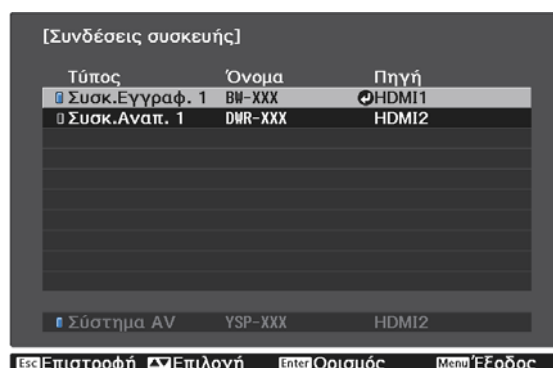 [Συνδέσεις συσκευής]
Τύπος Όνομα Πηγή
Συσκ.Εγγραφ. 1 BW-XXX HDMI1
Συσκ.Αναπ. 1 DWR-XXX HDMI2
Σύστημα AV YSP-XXX HDMI2
Esc Επιστροφή Επιλογή Enter Ορισμός Menu Έξοδος